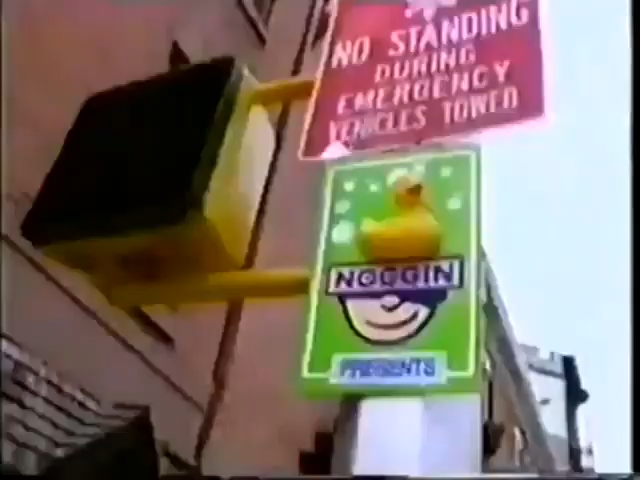 NO STANDING
DURING
EMERGENCY
VEHICLES TOWED
NOGGIN
PRESENTS